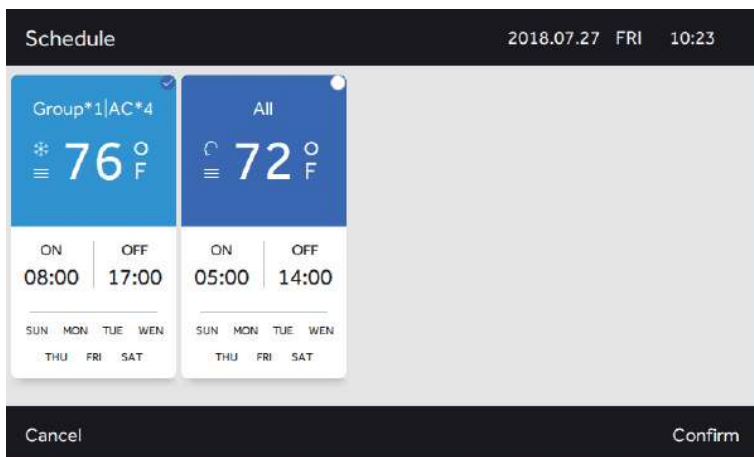 Schedule 2018.07.27 FRI 10:23
Group*1|AC*4
76 °F
ON OFF
08:00 17:00
SUN MON TUE WEN
THU FRI SAT
All
72 °F
ON OFF
05:00 14:00
SUN MON TUE WEN
THU FRI SAT
Cancel Confirm